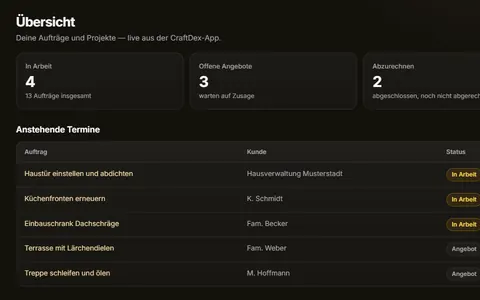 Übersicht
Deine Aufträge und Projekte — live aus der CraftDex-App.
In Arbeit
4
13 Aufträge insgesamt
Offene Angebote
3
warten auf Zusage
Abzurechnen
2
abgeschlossen, noch nicht abgerech
Anstehende Termine
Auftrag Kunde Status
Haustür einstellen und abdichten Hausverwaltung Musterstadt In Arbeit
Küchenfronten erneuern K. Schmidt In Arbeit
Einbauschrank Dachschräge Fam. Becker In Arbeit
Terrasse mit Lärchendielen Fam. Weber Angebot
Treppe schleifen und ölen M. Hoffmann Angebot